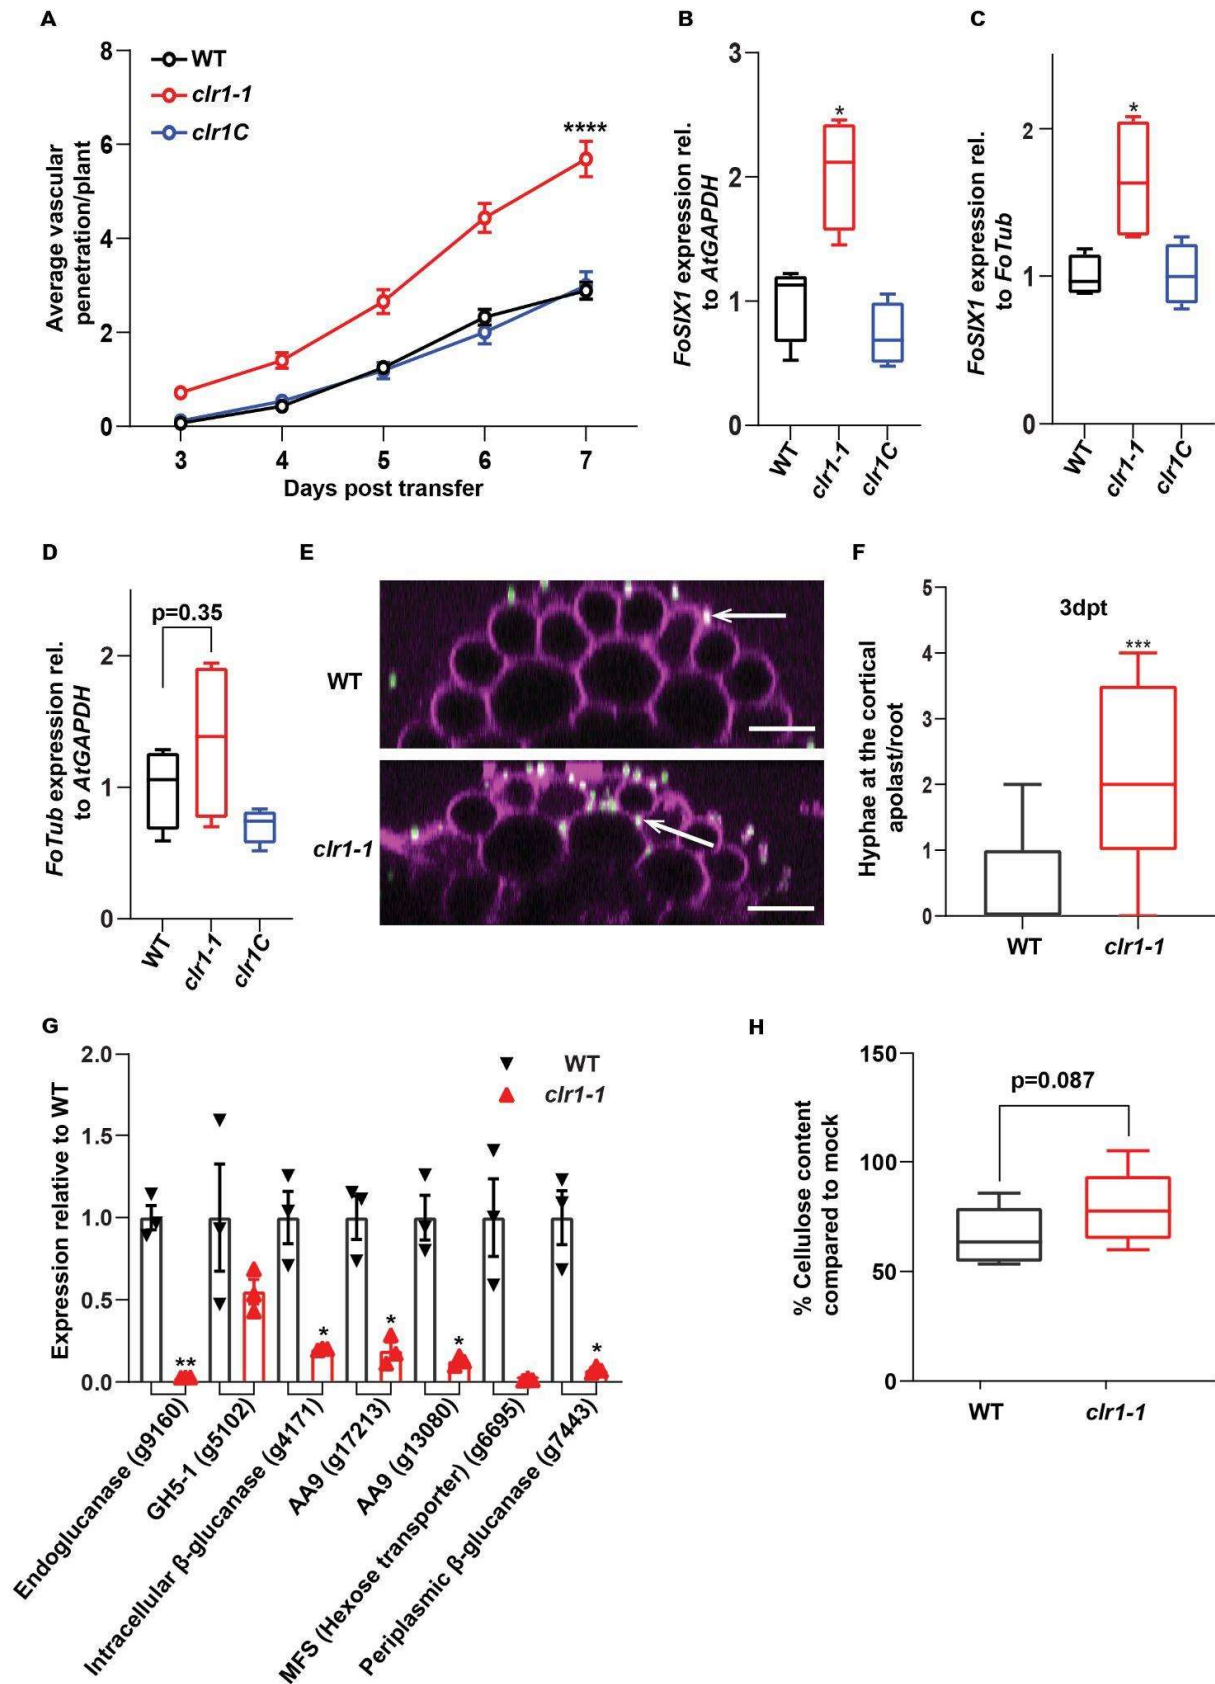 A
8
6
4
2
0
WT
clr1-1
clr1C
****
Average vascular
penetration/plant
3 4 5 6 7
Days post transfer
B
3
2
1
0
*
FoSIX1 expression rel.
to AtGAPDH
WT
clr1-1
clr1C
C
2
1
0
*
FoSIX1 expression rel.
to FoTub
WT
clr1-1
clr1C
D
2
1
0
p=0.35
FoTub expression rel.
to AtGAPDH
WT
clr1-1
clr1C
E
WT
clr1-1
F
5
4
3
2
1
0
3dpt
***
Hyphae at the cortical
apolast/root
WT
clr1-1
G
2.0
1.5
1.0
0.5
0.0
WT
clr1-1
Expression relative to WT
**
*
*
*
*
Endoglucanase (g9160)
GH5-1 (g5102)
Intracellular β-glucanase (g4171)
AA9 (g17213)
AA9 (g13080)
MFS (Hexose transporter) (g6695)
Periplasmic β-glucanase (g7443)
H
150
100
50
0
p=0.087
% Cellulose content
compared to mock
WT
clr1-1